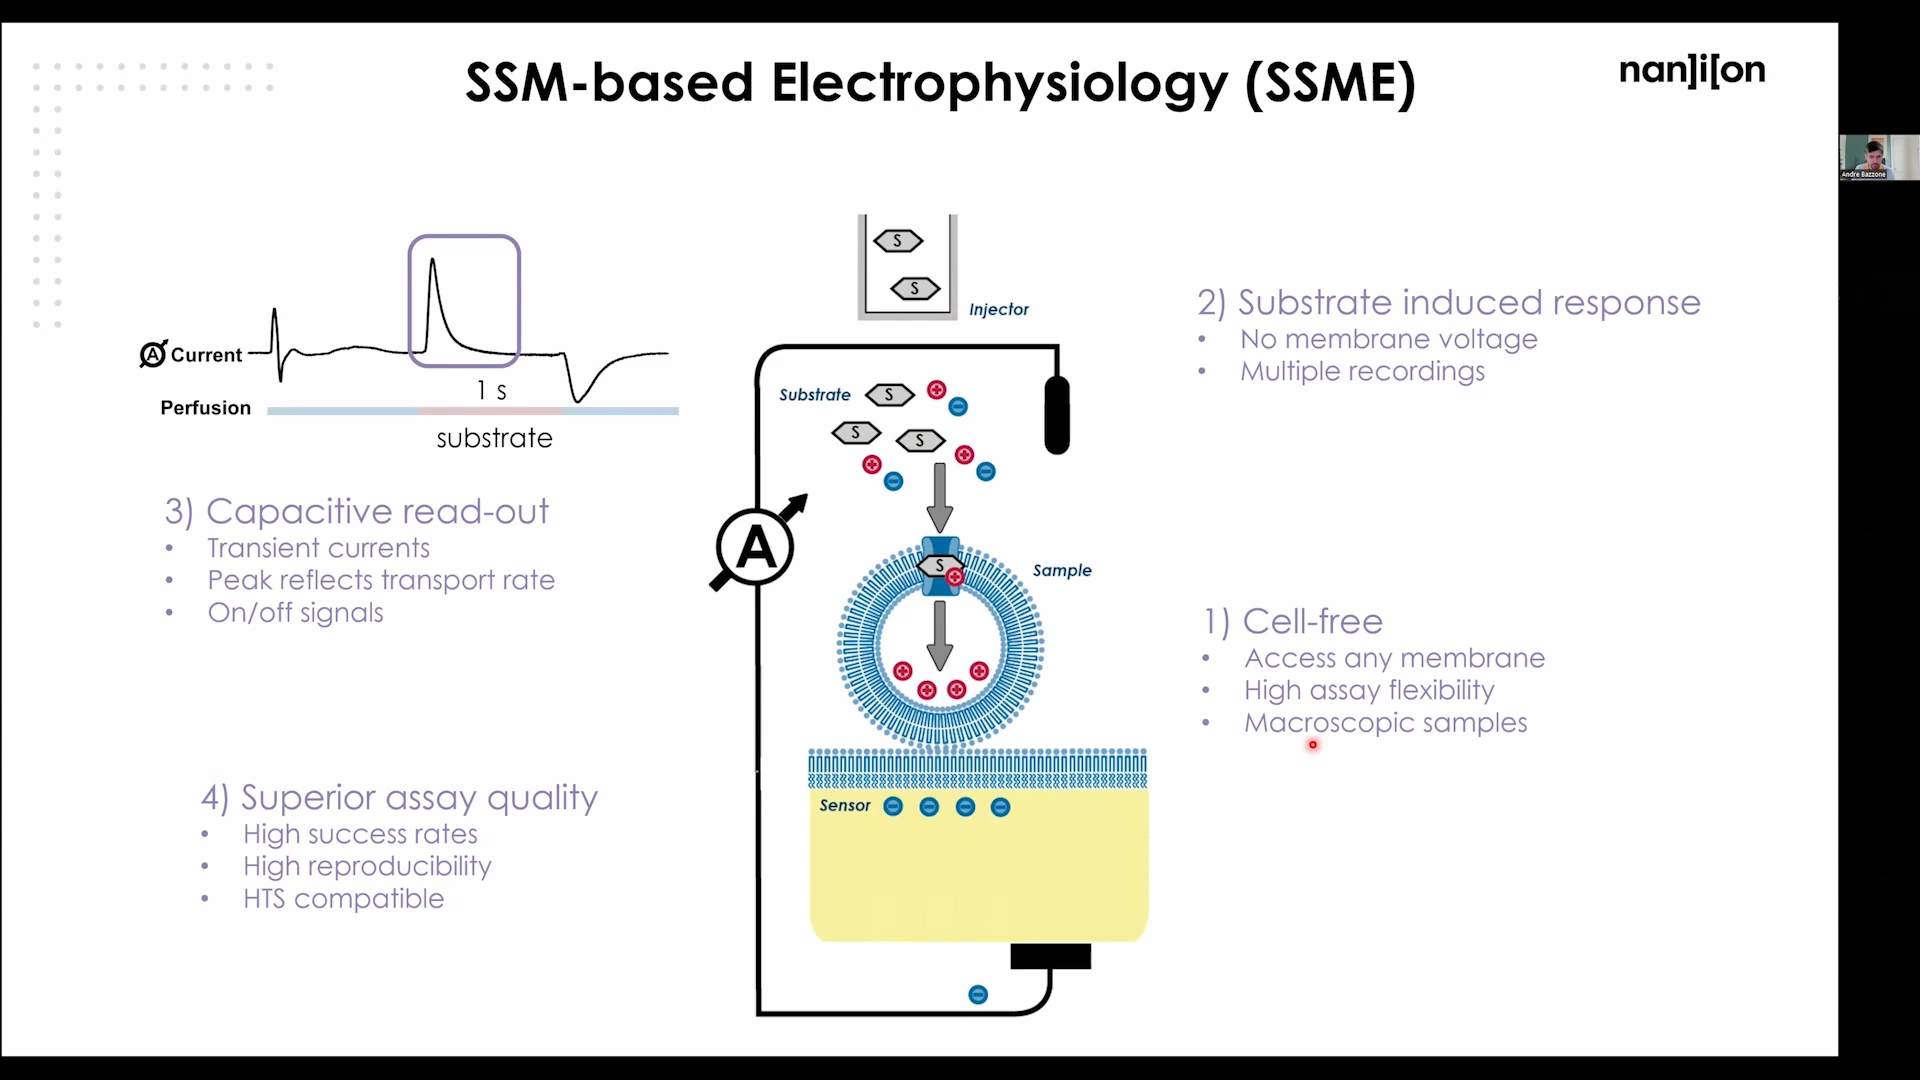 SSM-based Electrophysiology (SSME)
nan]i[on
Andre Bazzone
S
S
Injector
A Current
1 s
Perfusion
substrate
2) Substrate induced response
• No membrane voltage
• Multiple recordings
Substrate S
S S
3) Capacitive read-out
• Transient currents
• Peak reflects transport rate
• On/off signals
A
S
Sample
1) Cell-free
• Access any membrane
• High assay flexibility
• Macroscopic samples
4) Superior assay quality
• High success rates
• High reproducibility
• HTS compatible
Sensor